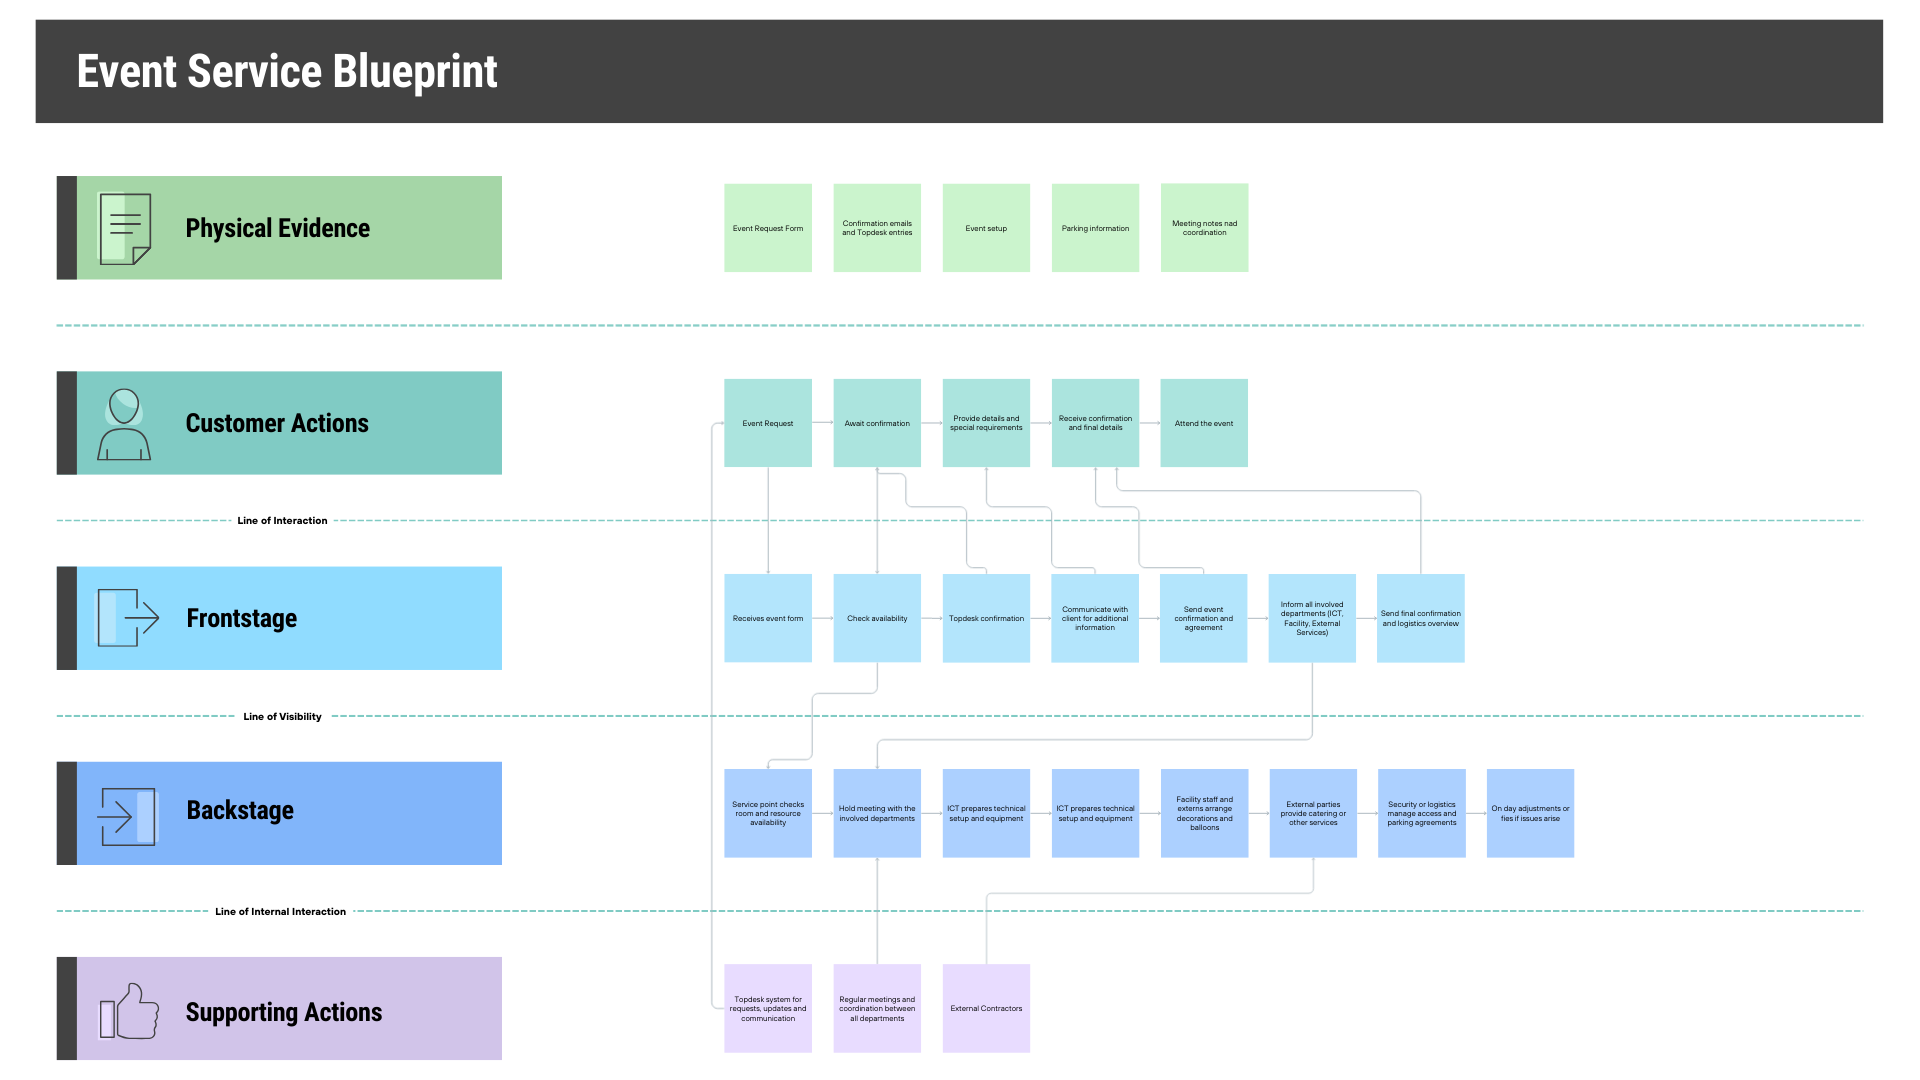 Event Service Blueprint
Physical Evidence
Event Request Form
Confirmation emails
and Topdesk entries
Event setup
Parking information
Meeting notes nad
coordination
Customer Actions
Event Request
Await confirmation
Provide details and
special requirements
Receive confirmation
and final details
Attend the event
Line of Interaction
Frontstage
Receives event form
Check availability
Topdesk confirmation
Communicate with
client for additional
information
Send event
confirmation and
agreement
Inform all involved
departments (ICT,
Facility, External
Services)
Send final confirmation
and logistics overview
Line of Visibility
Backstage
Service point checks
room and resource
availability
Hold meeting with the
involved departments
ICT prepares technical
setup and equipment
ICT prepares technical
setup and equipment
Facility staff and
externs arrange
decorations and
balloons
External parties
provide catering or
other services
Security or logistics
manage access and
parking agreements
On day adjustments or
fies if issues arise
Line of Internal Interaction
Supporting Actions
Topdesk system for
requests, updates and
communication
Regular meetings and
coordination between
all departments
External Contractors